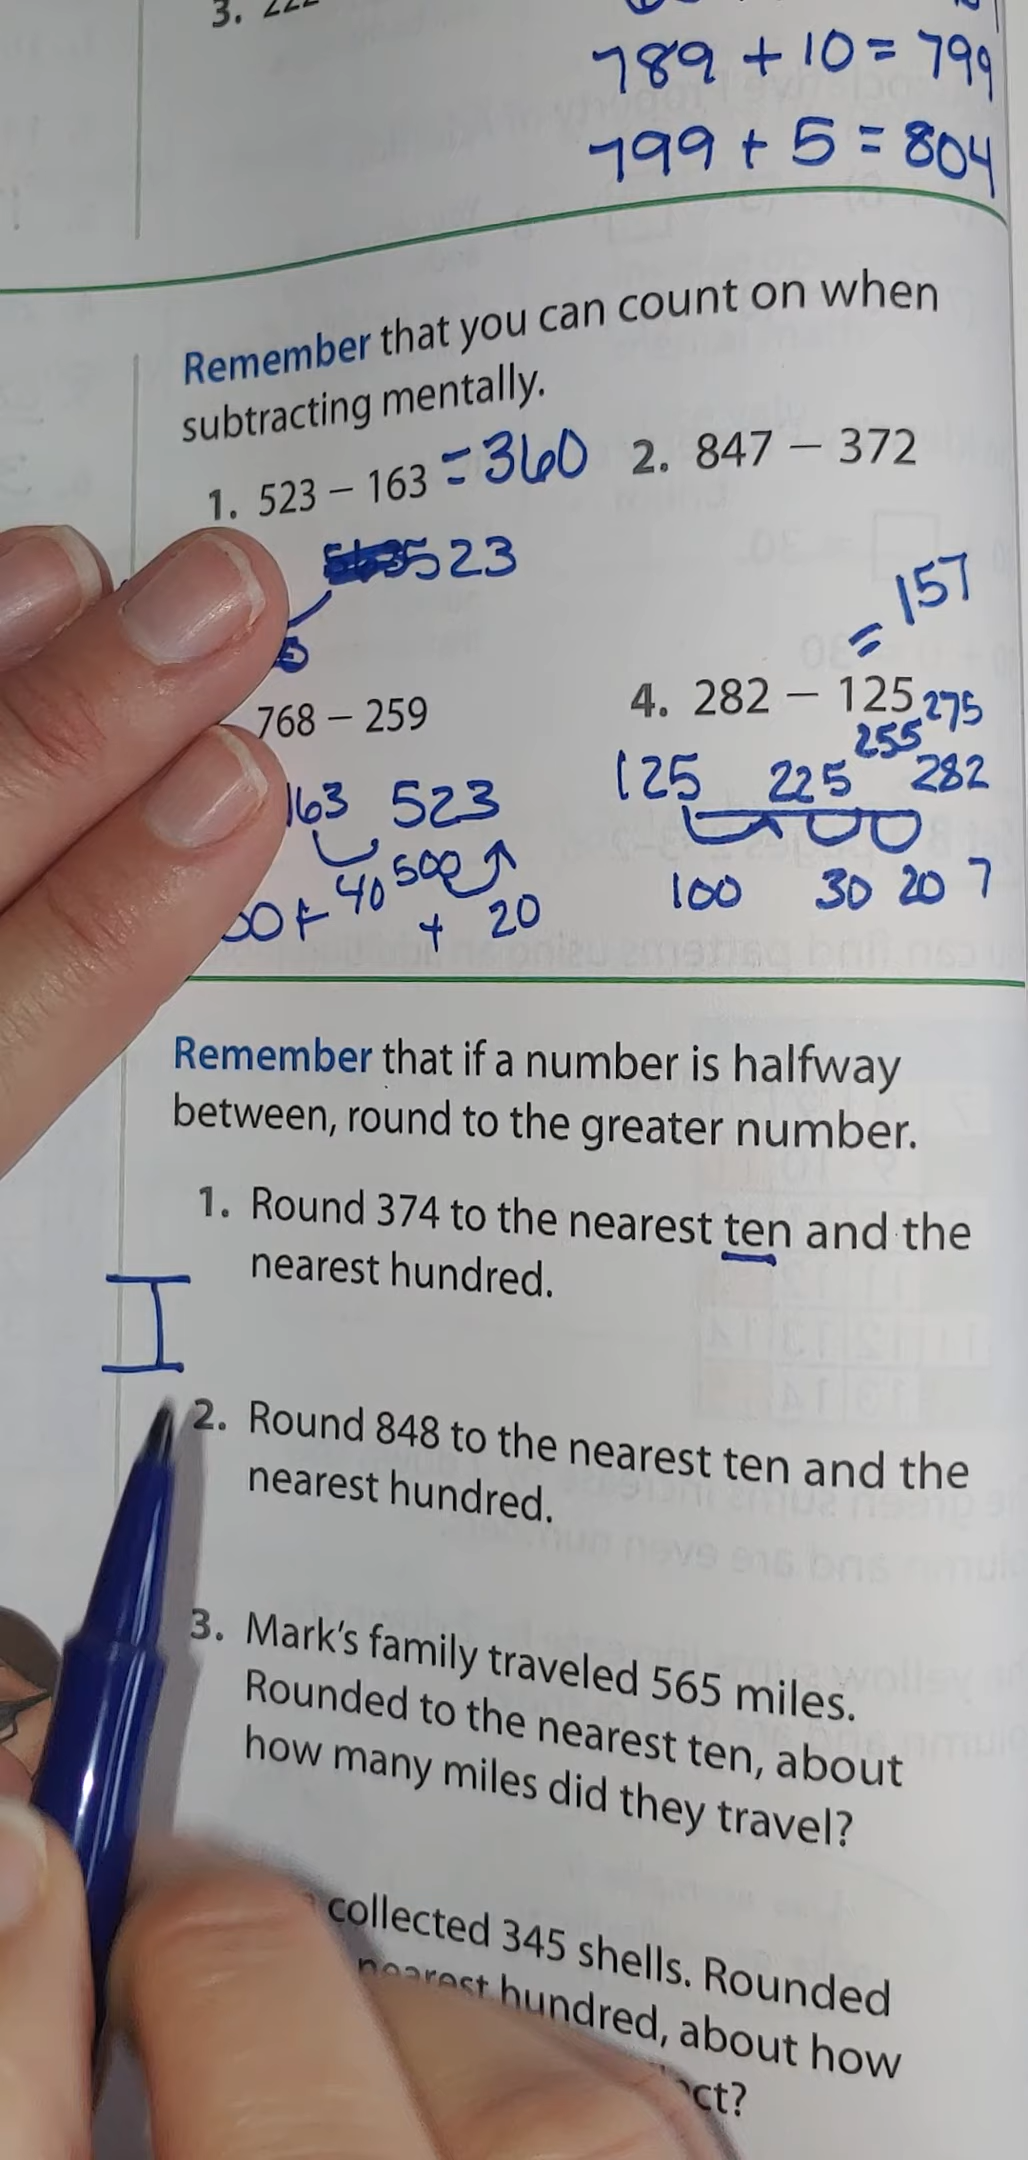 3. 222
789 + 10 = 799
799 + 5 = 804
Remember that you can count on when
subtracting mentally.
1. 523 – 163 = 360
2. 847 – 372
523
= 157
768 – 259
4. 282 – 125
275
255
163 523
125 225 282
40 500
+ 20
100 30 20 7
Remember that if a number is halfway
between, round to the greater number.
1. Round 374 to the nearest ten and the
nearest hundred.
2. Round 848 to the nearest ten and the
nearest hundred.
3. Mark's family traveled 565 miles.
Rounded to the nearest ten, about
how many miles did they travel?
collected 345 shells. Rounded
nearest hundred, about how